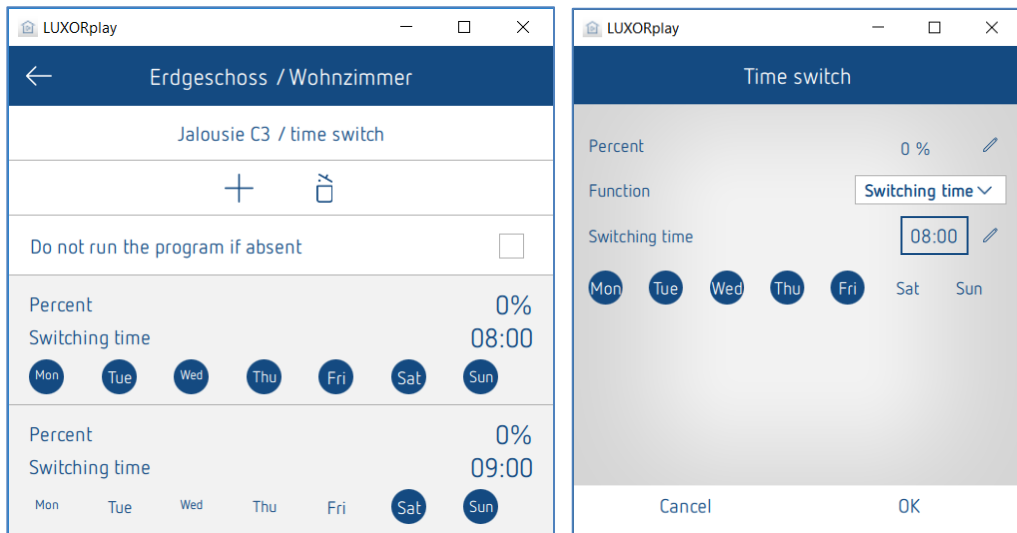 LUXORplay
Erdgeschoss / Wohnzimmer
Jalousie C3 / time switch
Do not run the program if absent
Percent 0%
Switching time 08:00
Mon Tue Wed Thu Fri Sat Sun
Percent 0%
Switching time 09:00
Mon Tue Wed Thu Fri Sat Sun
LUXORplay
Time switch
Percent 0 %
Function Switching time
Switching time 08:00
Mon Tue Wed Thu Fri Sat Sun
Cancel OK